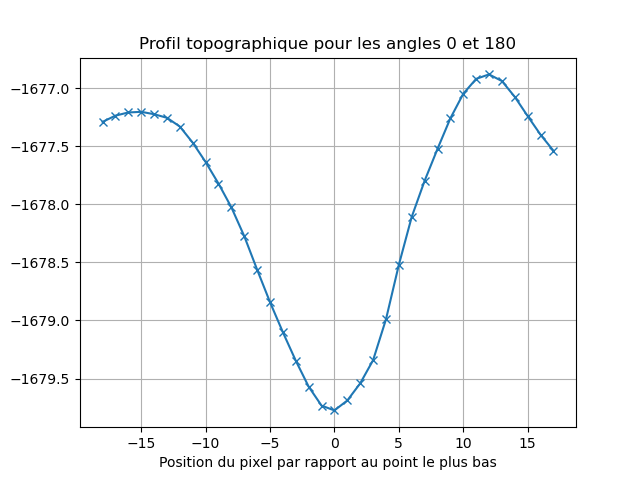 Profil topographique pour les angles 0 et 180
−1677.0
−1677.5
−1678.0
−1678.5
−1679.0
−1679.5
−15 −10 −5 0 5 10 15
Position du pixel par rapport au point le plus bas